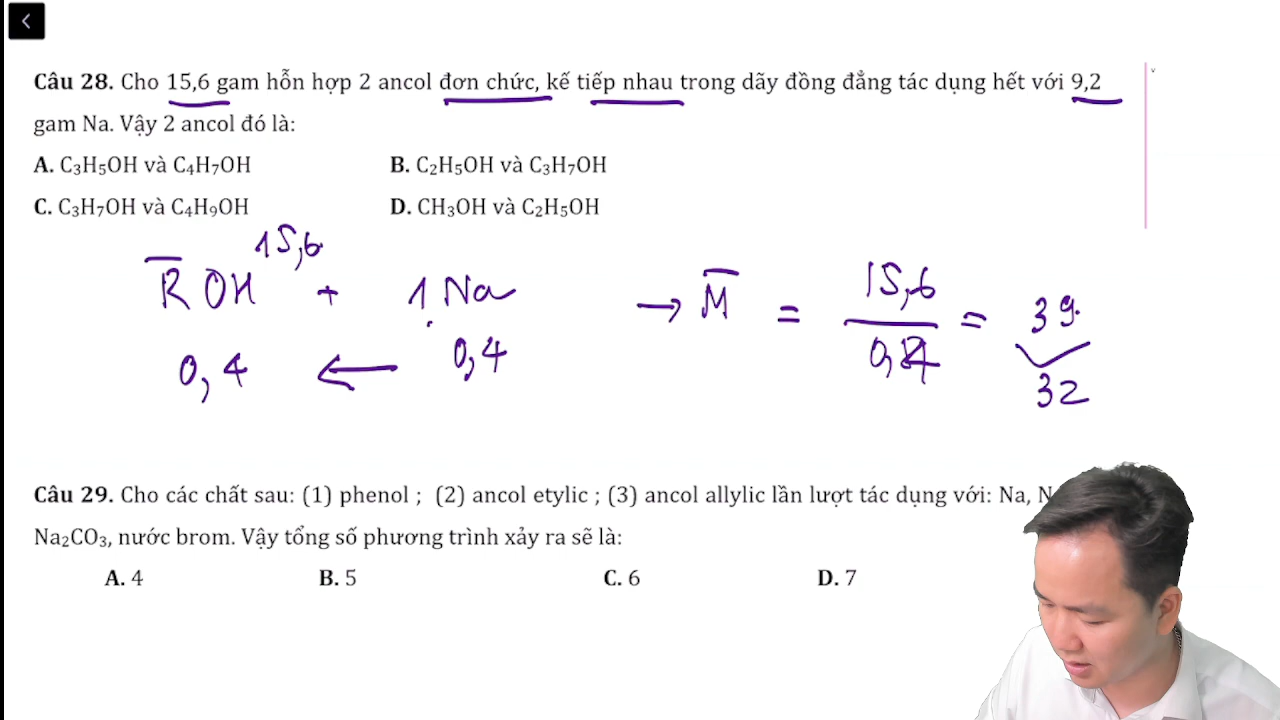 Câu 28. Cho 15,6 gam hỗn hợp 2 ancol đơn chức, kế tiếp nhau trong dãy đồng đẳng tác dụng hết với 9,2
gam Na. Vậy 2 ancol đó là:
A. C₃H₅OH và C₄H₇OH B. C₂H₅OH và C₃H₇OH
C. C₃H₇OH và C₄H₉OH D. CH₃OH và C₂H₅OH
15,6
R̅OH + 1 Na → M̅ = 15,6 / 0,4 = 39
0,4 ← 0,4
32
Câu 29. Cho các chất sau: (1) phenol ; (2) ancol etylic ; (3) ancol allylic lần lượt tác dụng với: Na,
Na₂CO₃, nước brom. Vậy tổng số phương trình xảy ra sẽ là:
A. 4 B. 5 C. 6 D. 7